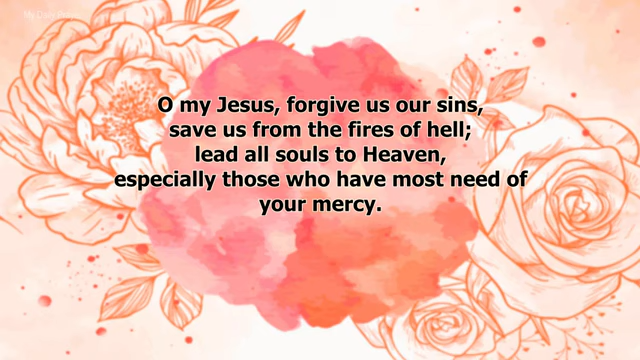 O my Jesus, forgive us our sins,
save us from the fires of hell;
lead all souls to Heaven,
especially those who have most need of
your mercy.